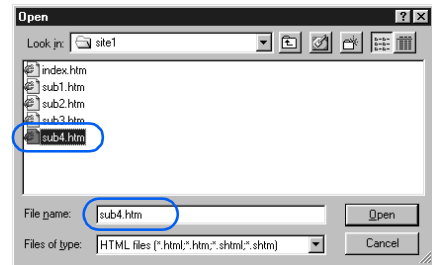 Open
Look in: site1
index.htm
sub1.htm
sub2.htm
sub3.htm
sub4.htm
File name: sub4.htm Open
Files of type: HTML files (*.html;*.htm;*.shtml;*.shtm) Cancel